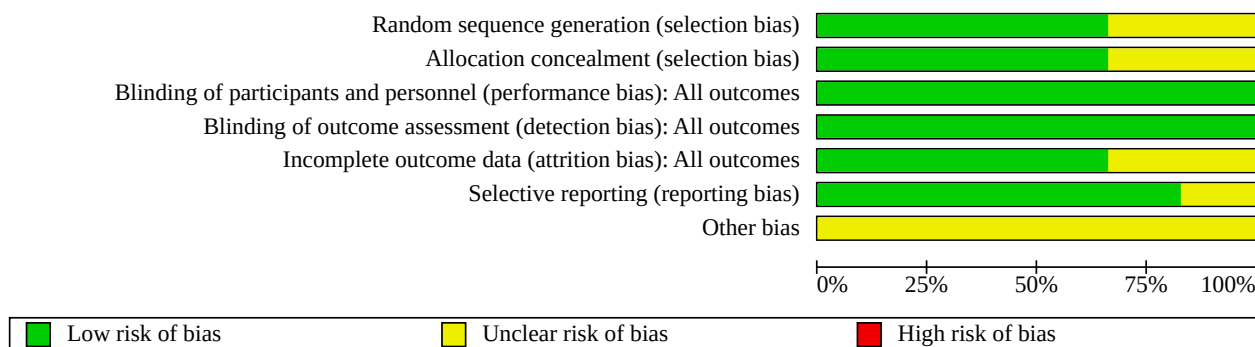 Random sequence generation (selection bias)
Allocation concealment (selection bias)
Blinding of participants and personnel (performance bias): All outcomes
Blinding of outcome assessment (detection bias): All outcomes
Incomplete outcome data (attrition bias): All outcomes
Selective reporting (reporting bias)
Other bias
0% 25% 50% 75% 100%
Low risk of bias Unclear risk of bias High risk of bias